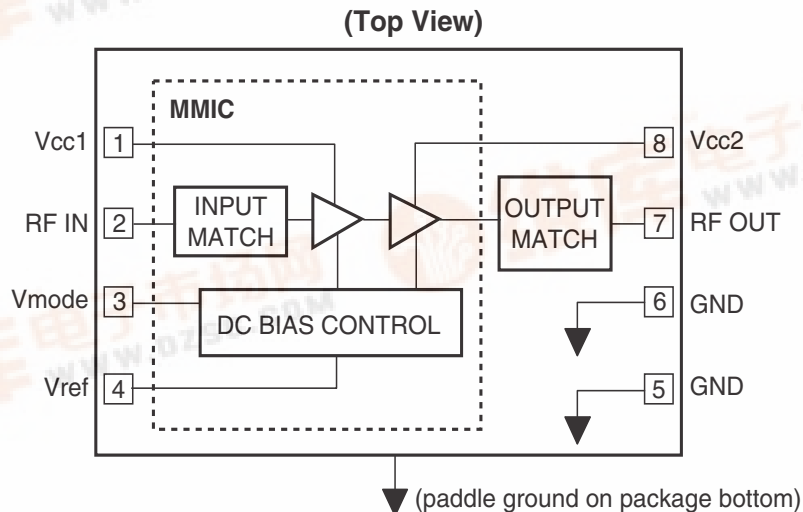 (Top View)
MMIC
Vcc1 1
8 Vcc2
RF IN 2
INPUT
MATCH
OUTPUT
MATCH
7 RF OUT
Vmode 3
DC BIAS CONTROL
6 GND
Vref 4
5 GND
(paddle ground on package bottom)